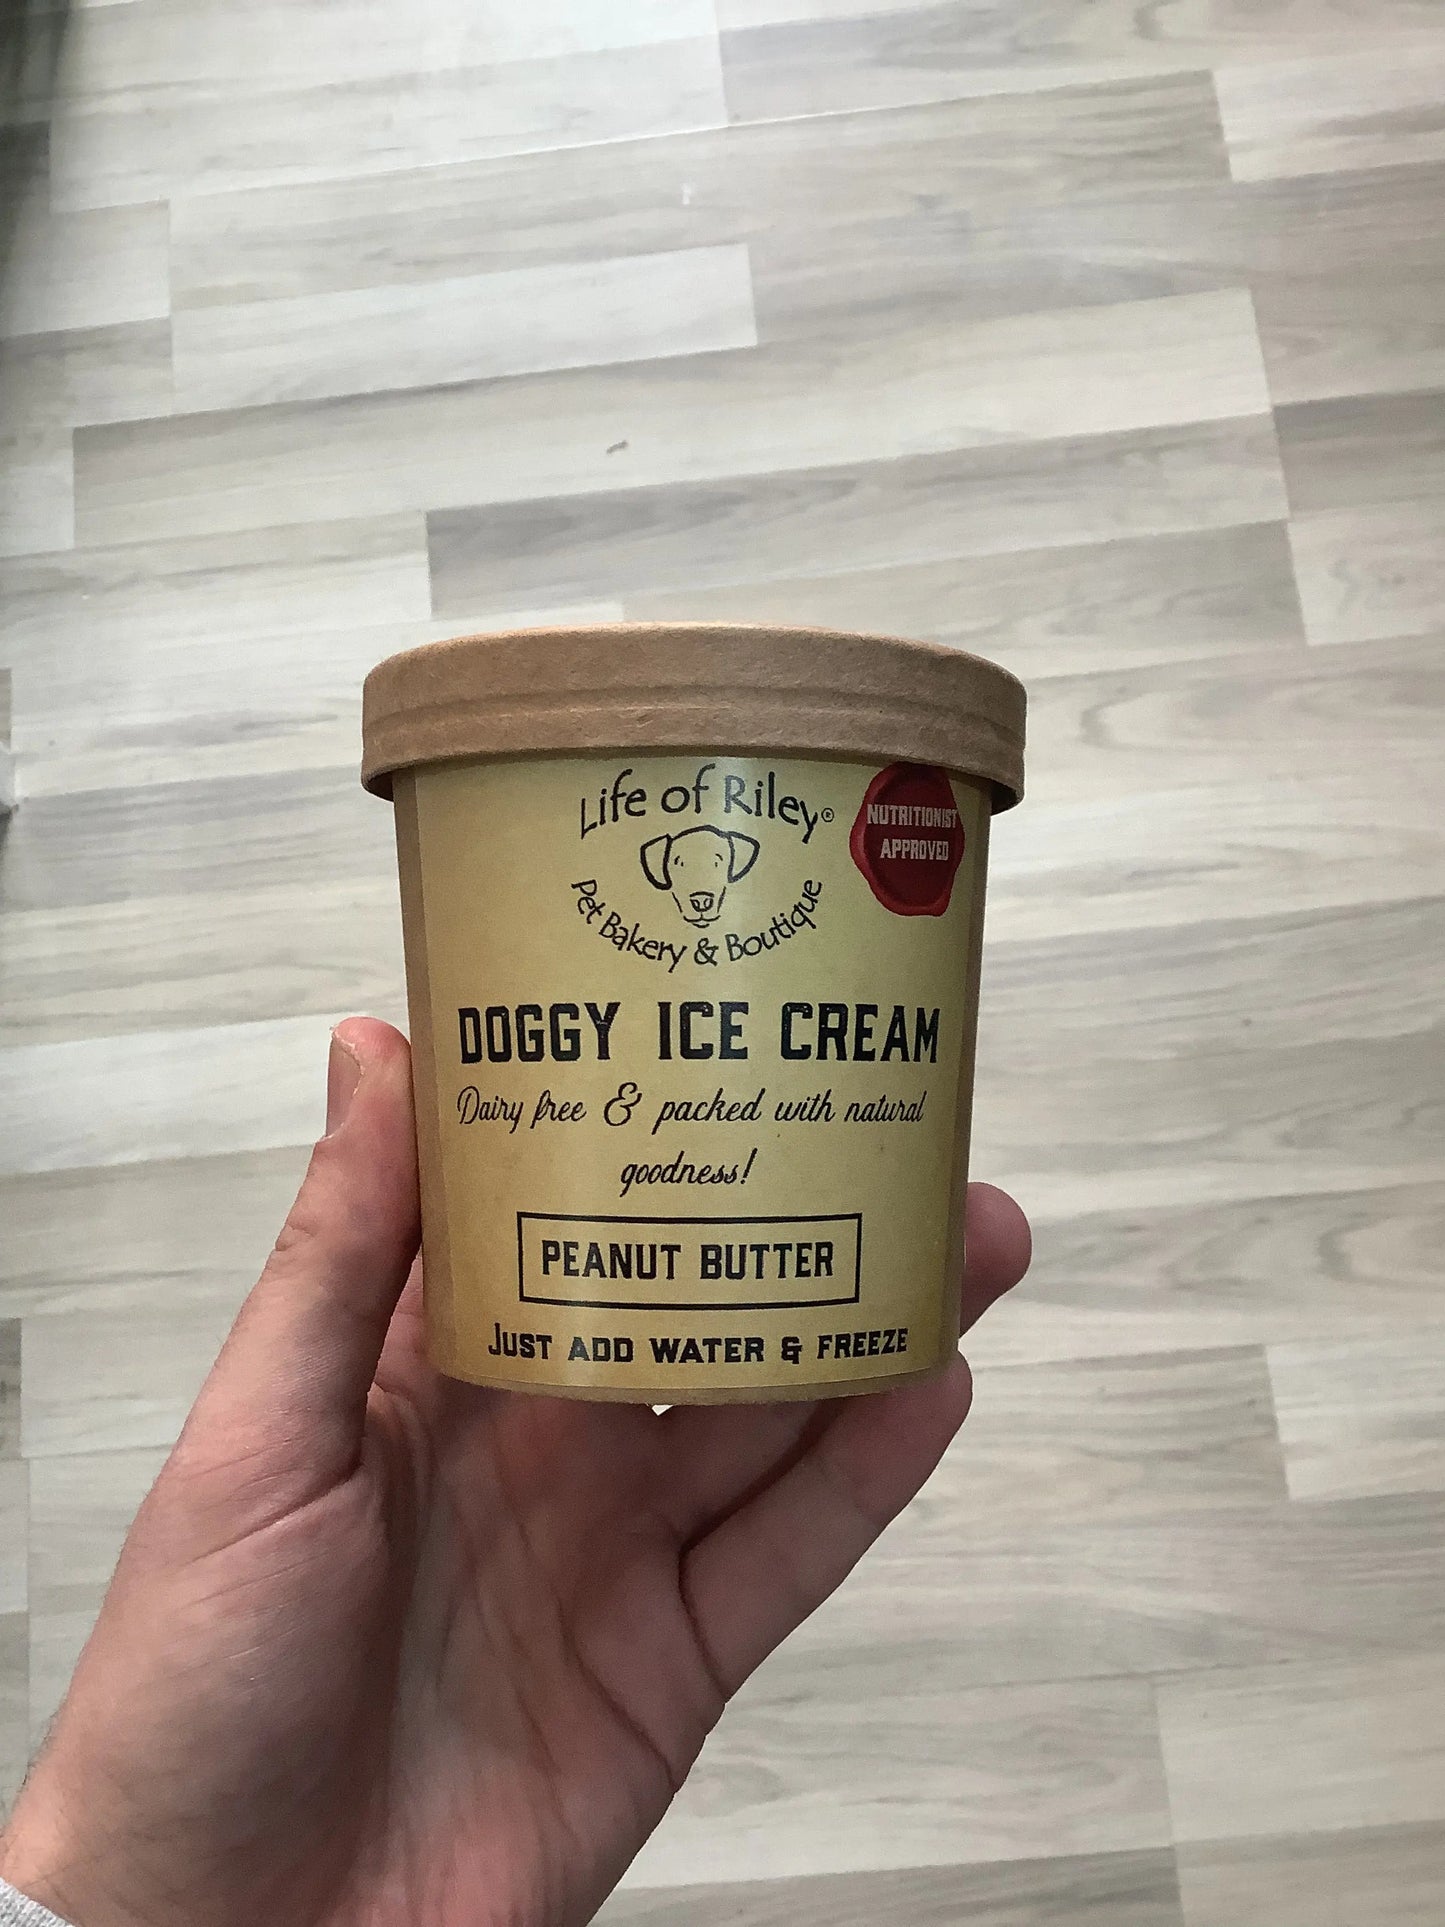 Life of Riley®
Pet Bakery & Boutique
NUTRITIONIST
APPROVED
DOGGY ICE CREAM
Dairy free & packed with natural
goodness!
PEANUT BUTTER
JUST ADD WATER & FREEZE